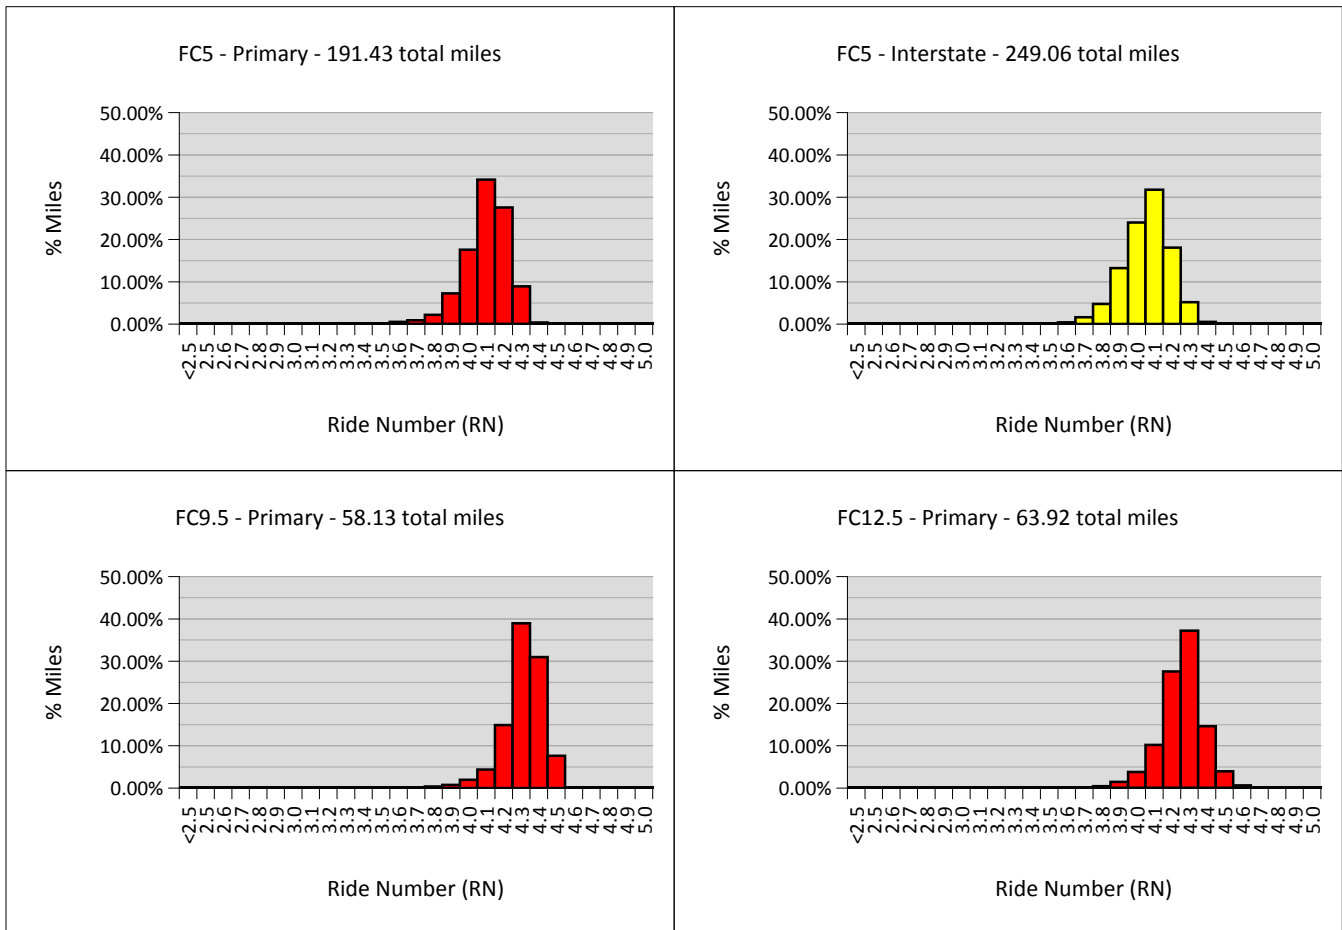 FC5 - Primary - 191.43 total miles
50.00%
40.00%
30.00%
20.00%
10.00%
0.00%
% Miles
<2.5 2.5 2.6 2.7 2.8 2.9 3.0 3.1 3.2 3.3 3.4 3.5 3.6 3.7 3.8 3.9 4.0 4.1 4.2 4.3 4.4 4.5 4.6 4.7 4.8 4.9 5.0
Ride Number (RN)
FC5 - Interstate - 249.06 total miles
50.00%
40.00%
30.00%
20.00%
10.00%
0.00%
% Miles
<2.5 2.5 2.6 2.7 2.8 2.9 3.0 3.1 3.2 3.3 3.4 3.5 3.6 3.7 3.8 3.9 4.0 4.1 4.2 4.3 4.4 4.5 4.6 4.7 4.8 4.9 5.0
Ride Number (RN)
FC9.5 - Primary - 58.13 total miles
50.00%
40.00%
30.00%
20.00%
10.00%
0.00%
% Miles
<2.5 2.5 2.6 2.7 2.8 2.9 3.0 3.1 3.2 3.3 3.4 3.5 3.6 3.7 3.8 3.9 4.0 4.1 4.2 4.3 4.4 4.5 4.6 4.7 4.8 4.9 5.0
Ride Number (RN)
FC12.5 - Primary - 63.92 total miles
50.00%
40.00%
30.00%
20.00%
10.00%
0.00%
% Miles
<2.5 2.5 2.6 2.7 2.8 2.9 3.0 3.1 3.2 3.3 3.4 3.5 3.6 3.7 3.8 3.9 4.0 4.1 4.2 4.3 4.4 4.5 4.6 4.7 4.8 4.9 5.0
Ride Number (RN)